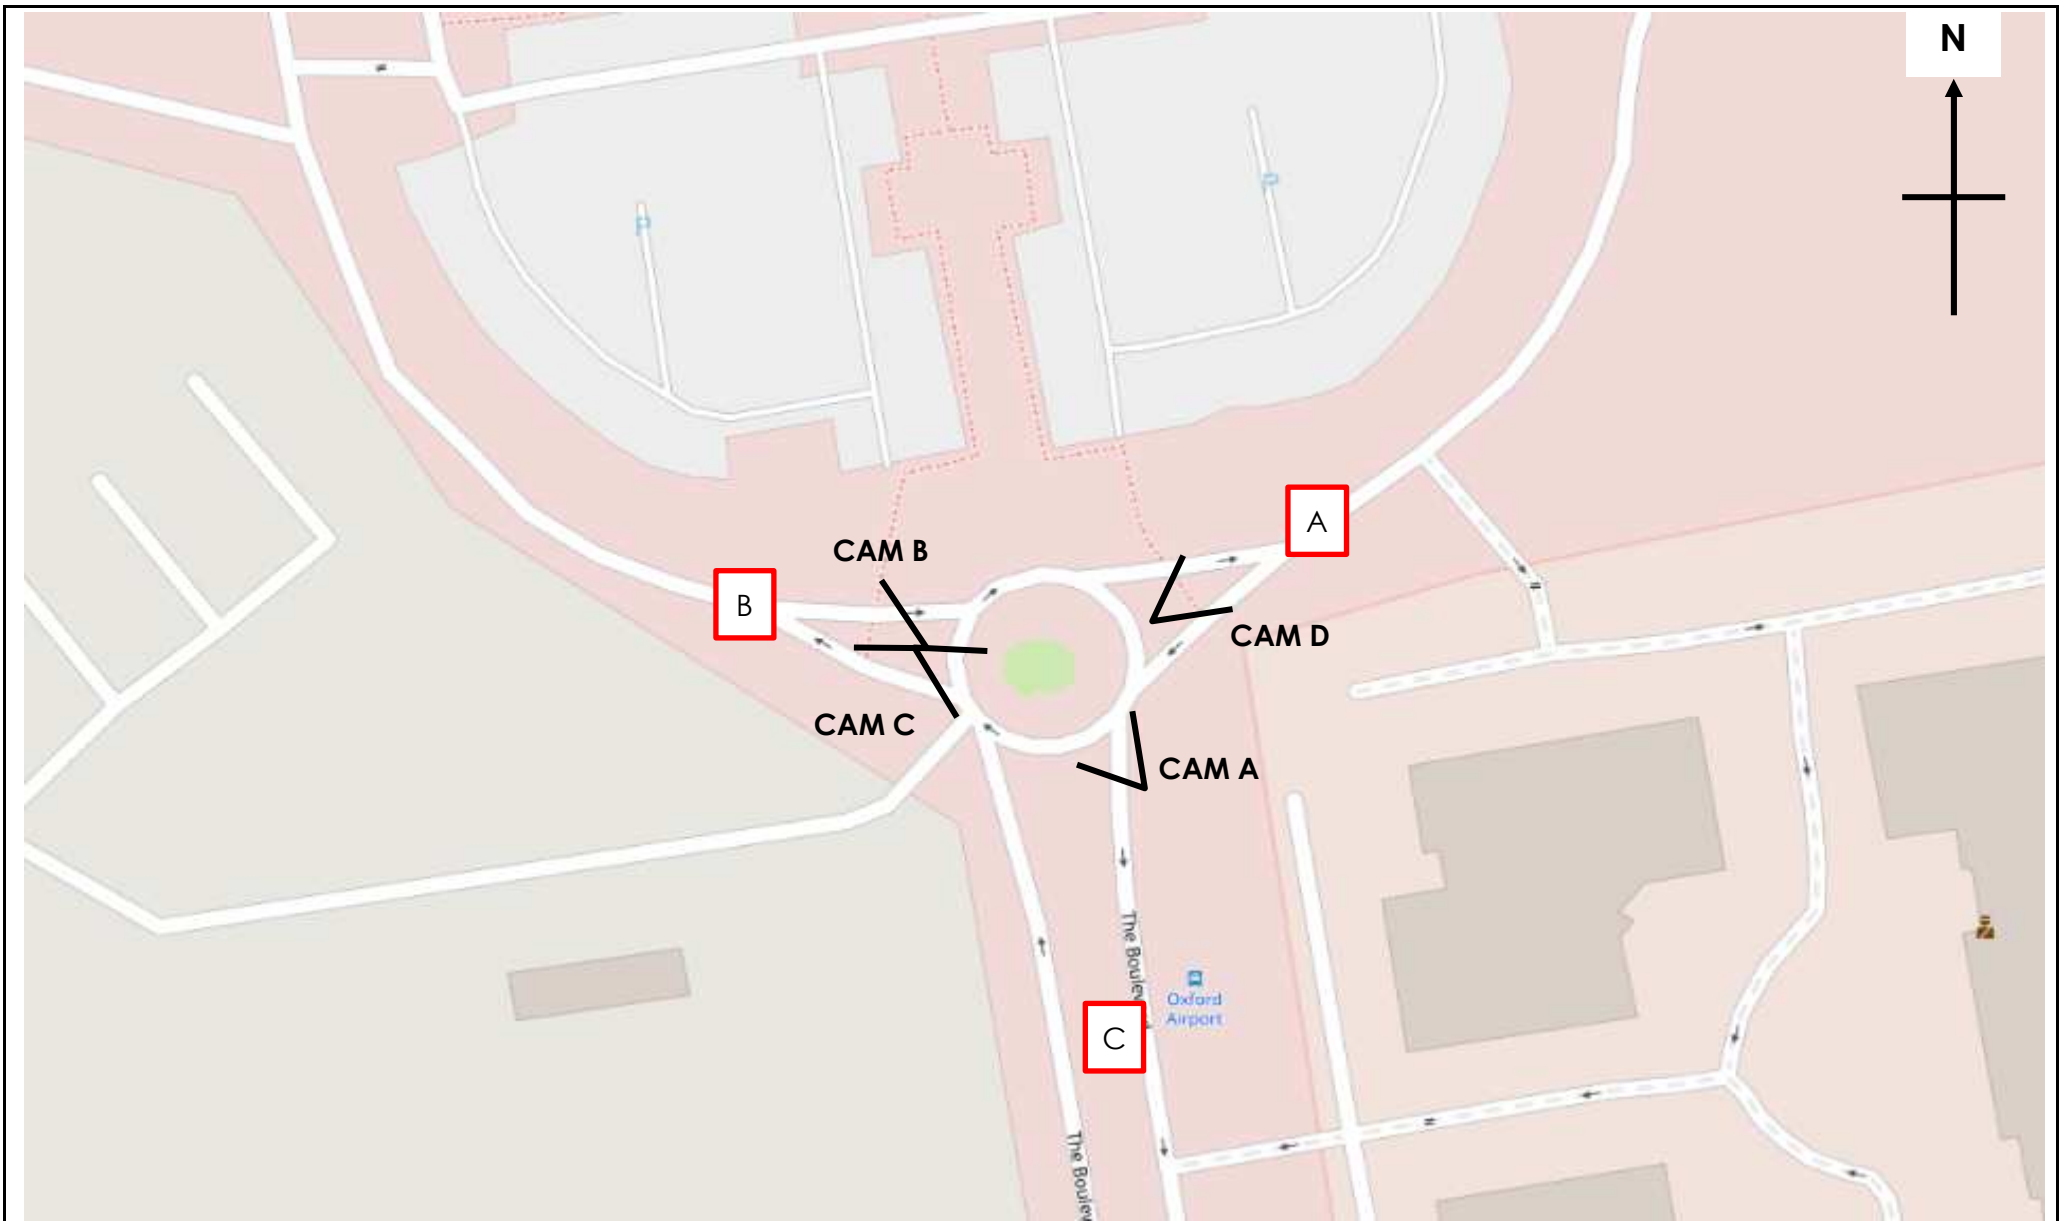 N
P
P
A
CAM B
B
CAM D
CAM C
CAM A
The Boulev
Oxford
Airport
C
The Boulev